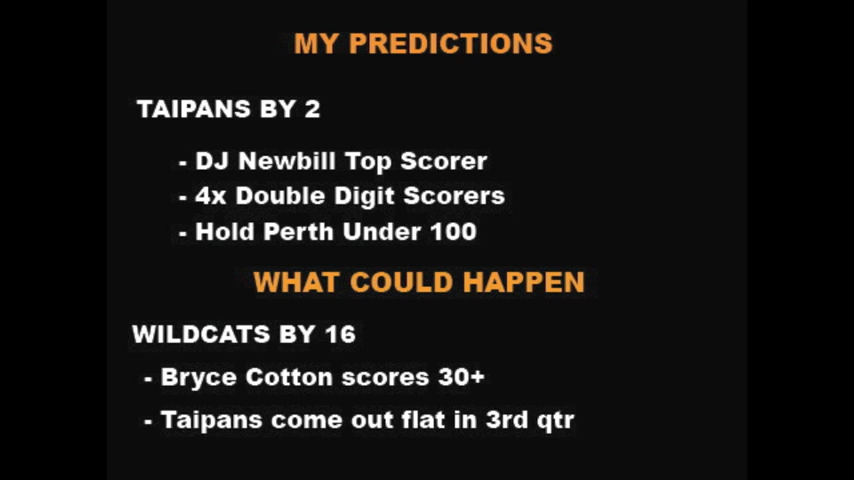 MY PREDICTIONS
TAIPANS BY 2
- DJ Newbill Top Scorer
- 4x Double Digit Scorers
- Hold Perth Under 100
WHAT COULD HAPPEN
WILDCATS BY 16
- Bryce Cotton scores 30+
- Taipans come out flat in 3rd qtr